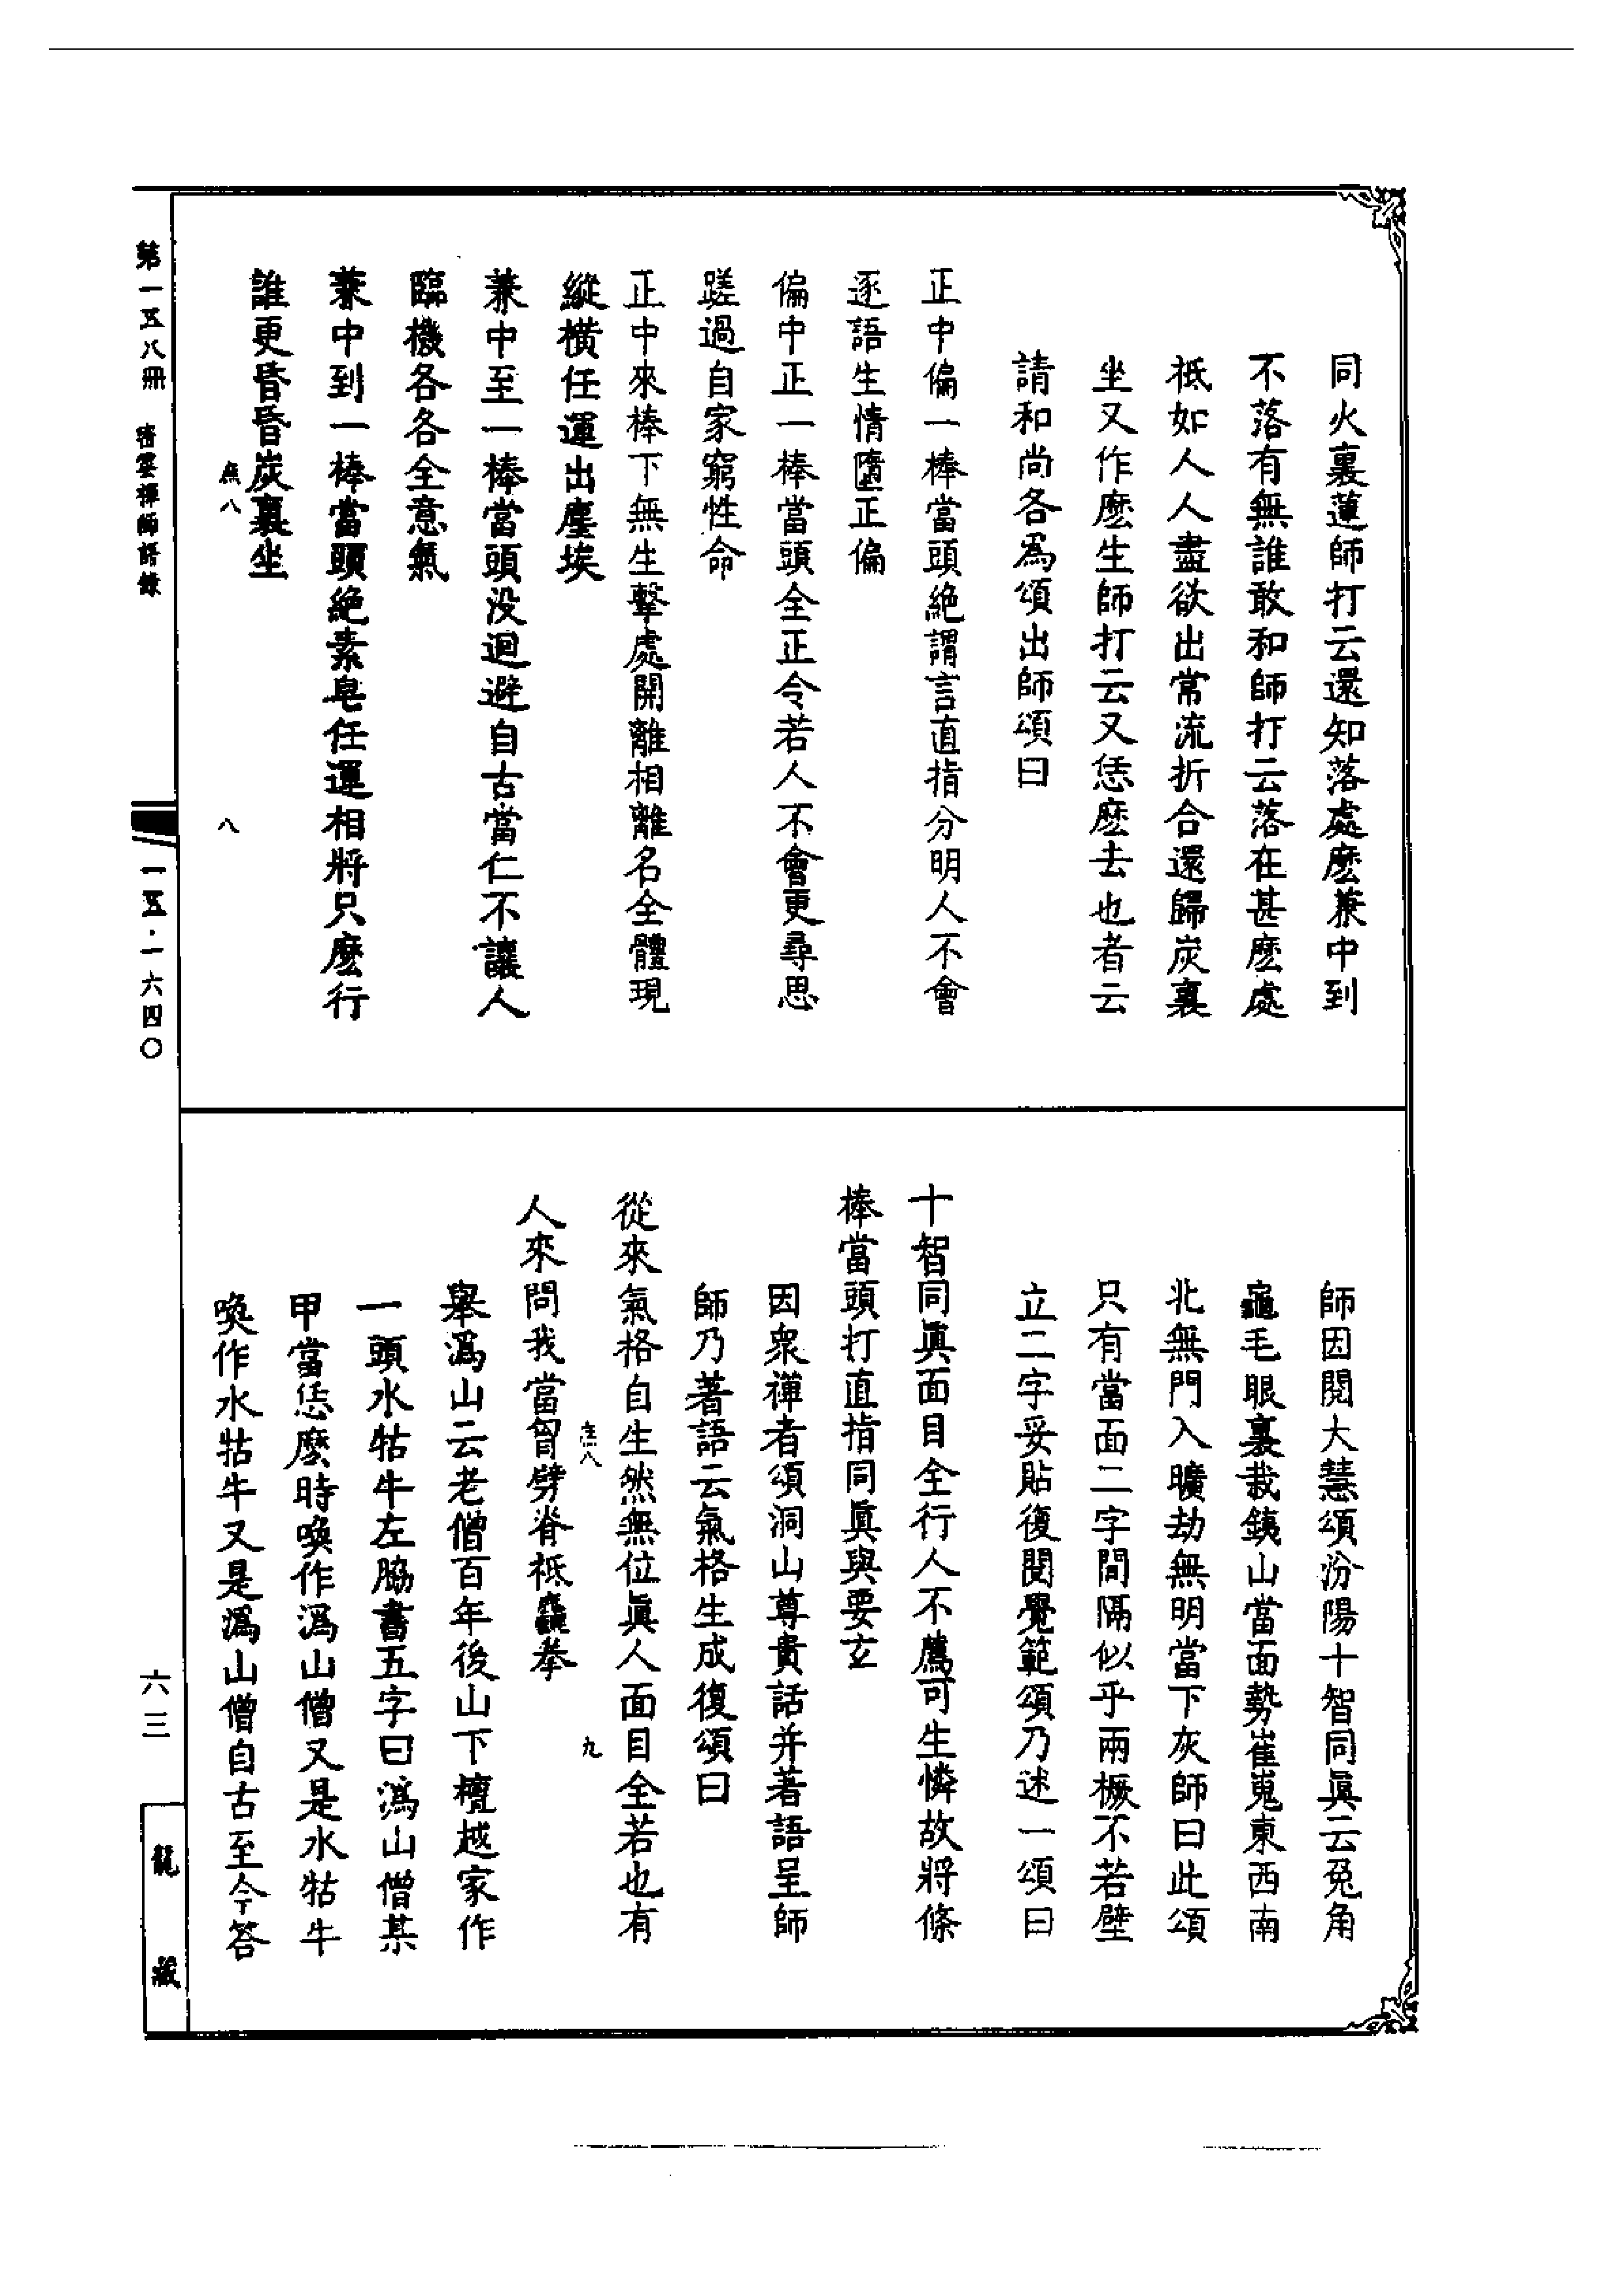 同火裏蓮師打云還知落處麽兼中到
不落有無誰敢和師打云落在甚麽處
祇如人人盡欲出常流折合還歸炭裏
坐又作麽生師打云又恁麽去也者云
請和尚各為頌出師頌曰
正中偏一棒當頭絕謂言直指分明人不會
逐語生情墮正偏
偏中正一棒當頭全正令若人不會更尋思
蹉過自家窮性命
正中來棒下無生擊處開離相離名全體現
縱橫任運出塵埃
兼中至一棒當頭没迴避自古當仁不讓人
臨機各各全意氣
兼中到一棒當頭絕素皂任運相將只麽行
誰更昏昏炭裏坐
八
師因閱大慧頌汾陽十智同眞云兔角
龜毛眼裏栽鐵山當面勢崔嵬東西南
北無門入曠劫無明當下灰師曰此頌
只有當面二字間隔似乎兩橛不若壁
立二字妥貼復閱覺範頌乃述一頌曰
十智同眞面目全行人不薦可生憐故將條
棒當頭打直指同眞與要玄
因衆禪者頌洞山尊貴話并著語呈師
師乃著語云氣格生成復頌曰
從來氣格自生然無位眞人面目全若也有
九
人來問我當胷劈脊祇麤拳
舉溈山云老僧百年後山下檀越家作
一頭水牯牛左脇書五字曰溈山僧某
甲當恁麽時喚作溈山僧又是水牯牛
喚作水牯牛又是溈山僧自古至今答
第一五八冊 密雲禪師語錄
一五·一六四〇
六三
龍藏